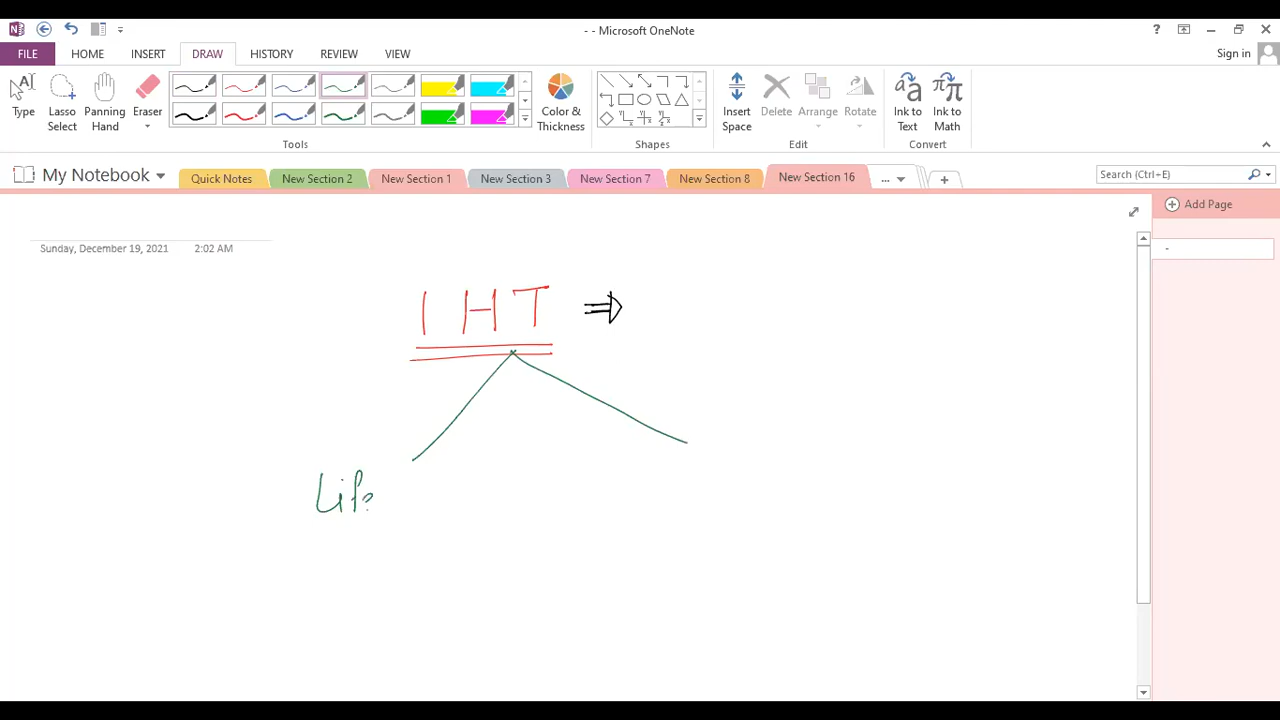 - - Microsoft OneNote
?
FILE HOME INSERT DRAW HISTORY REVIEW VIEW Sign in
Type Lasso Select Panning Hand Eraser Color & Thickness Insert Space Delete Arrange Rotate Ink to Text Ink to Math
Tools Shapes Edit Convert
My Notebook Quick Notes New Section 2 New Section 1 New Section 3 New Section 7 New Section 8 New Section 16 ... Search (Ctrl+E)
Add Page
-
Sunday, December 19, 2021 2:02 AM
I H T ⇒